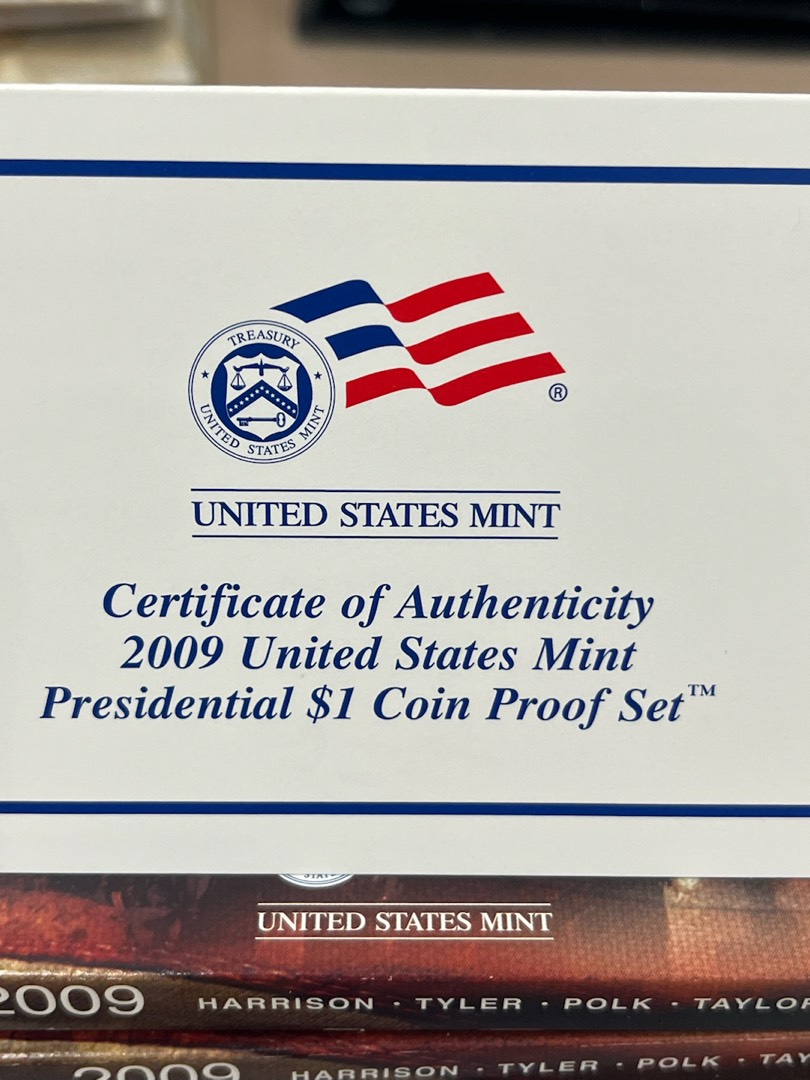 TREASURY
UNITED STATES MINT
®
UNITED STATES MINT
Certificate of Authenticity
2009 United States Mint
Presidential $1 Coin Proof Set™
UNITED STATES MINT
2009 HARRISON · TYLER · POLK · TAYLOR
2009 HARRISON · TYLER · POLK · TAY